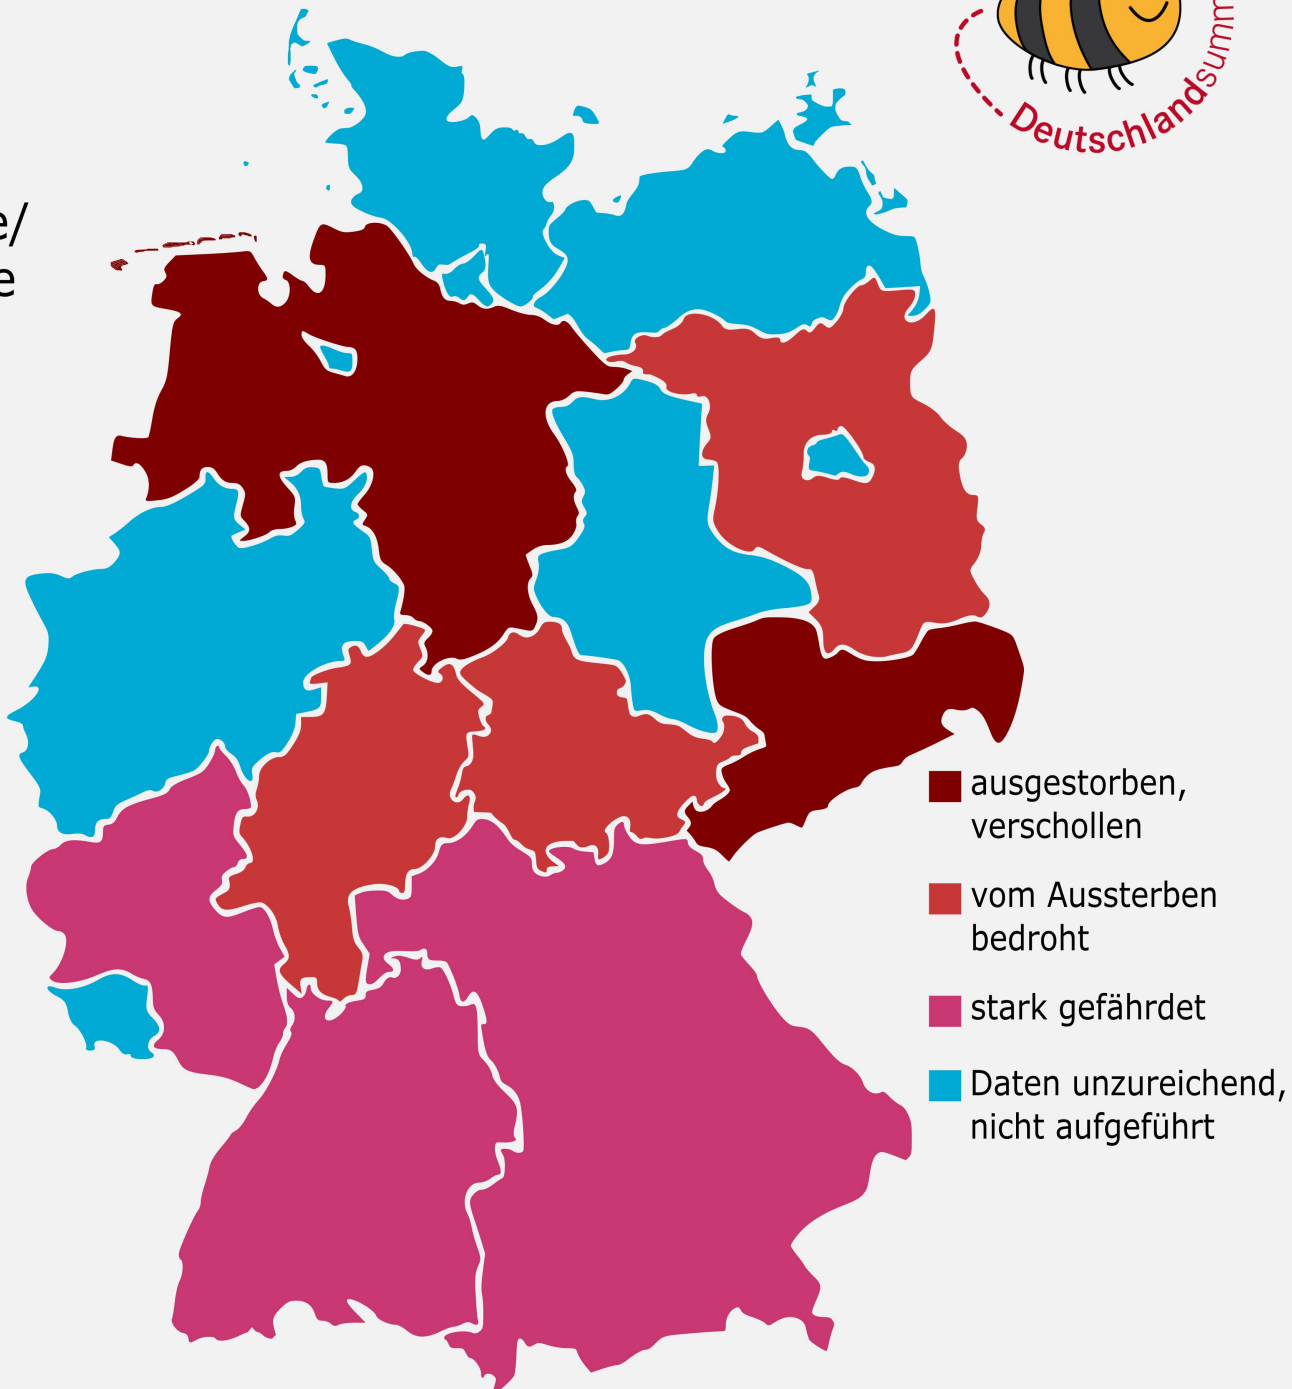 Deutschlandsumm
e/
e
ausgestorben,
verschollen
vom Aussterben
bedroht
stark gefährdet
Daten unzureichend,
nicht aufgeführt